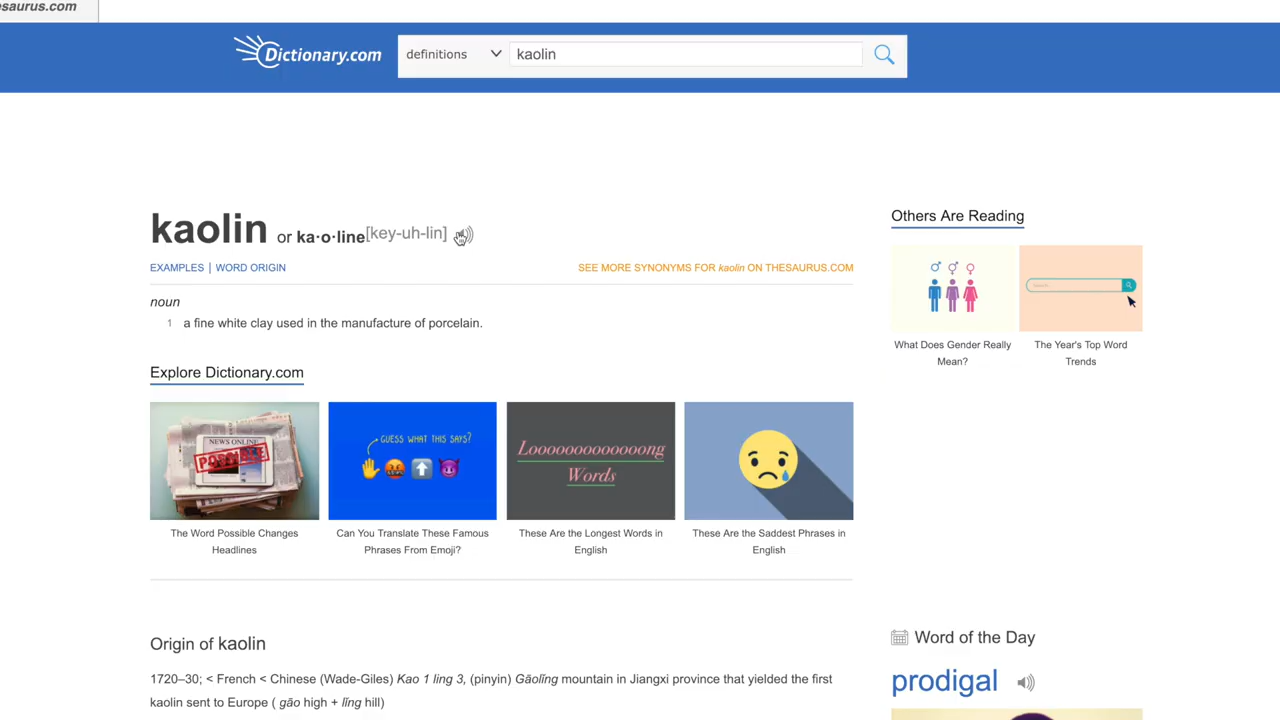 esaurus.com
Dictionary.com
definitions
kaolin
kaolin or ka·o·line[key-uh-lin]
EXAMPLES | WORD ORIGIN
SEE MORE SYNONYMS FOR kaolin ON THESAURUS.COM
noun
1 a fine white clay used in the manufacture of porcelain.
Explore Dictionary.com
NEWS ONLINE
POSSIBLE
GUESS WHAT THIS SAYS?
Looooooooooooong
Words
The Word Possible Changes
Headlines
Can You Translate These Famous
Phrases From Emoji?
These Are the Longest Words in
English
These Are the Saddest Phrases in
English
Origin of kaolin
1720–30; < French < Chinese (Wade-Giles) Kao 1 ling 3, (pinyin) Gāolǐng mountain in Jiangxi province that yielded the first
kaolin sent to Europe ( gāo high + lǐng hill)
Others Are Reading
What Does Gender Really
Mean?
The Year's Top Word
Trends
Word of the Day
prodigal